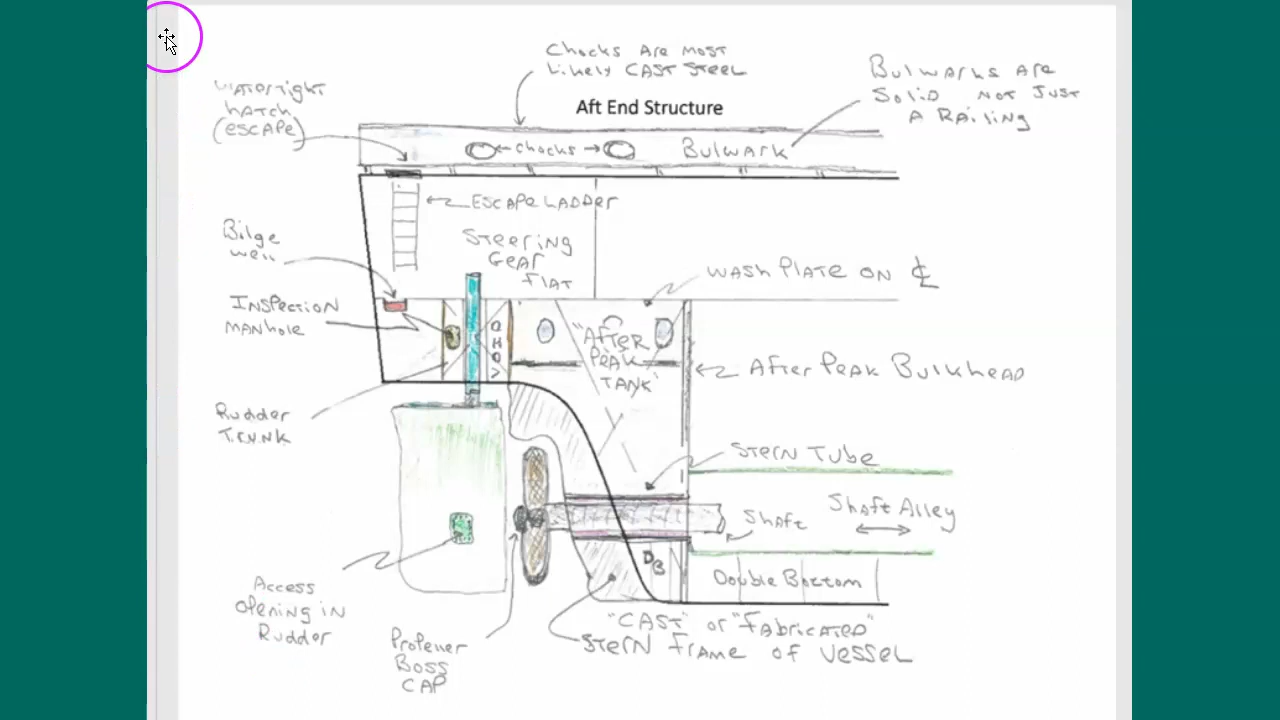 Chocks Are most
Likely CAST STEEL
Bulwarks are
Solid not just
A Railing
watertight
hatch
(escape)
Aft End Structure
chocks
Bulwark
Escape Ladder
Steering
Gear
Flat
Bilge
well
Wash Plate on ℄
Inspection
manhole
"After
Peak
Tank"
After Peak Bulkhead
Rudder
Trunk
Stern Tube
Shaft Alley
Shaft
DB
Double Bottom
Access
opening in
Rudder
"CAST" or "Fabricated"
Stern Frame of Vessel
Propeller
Boss
CAP